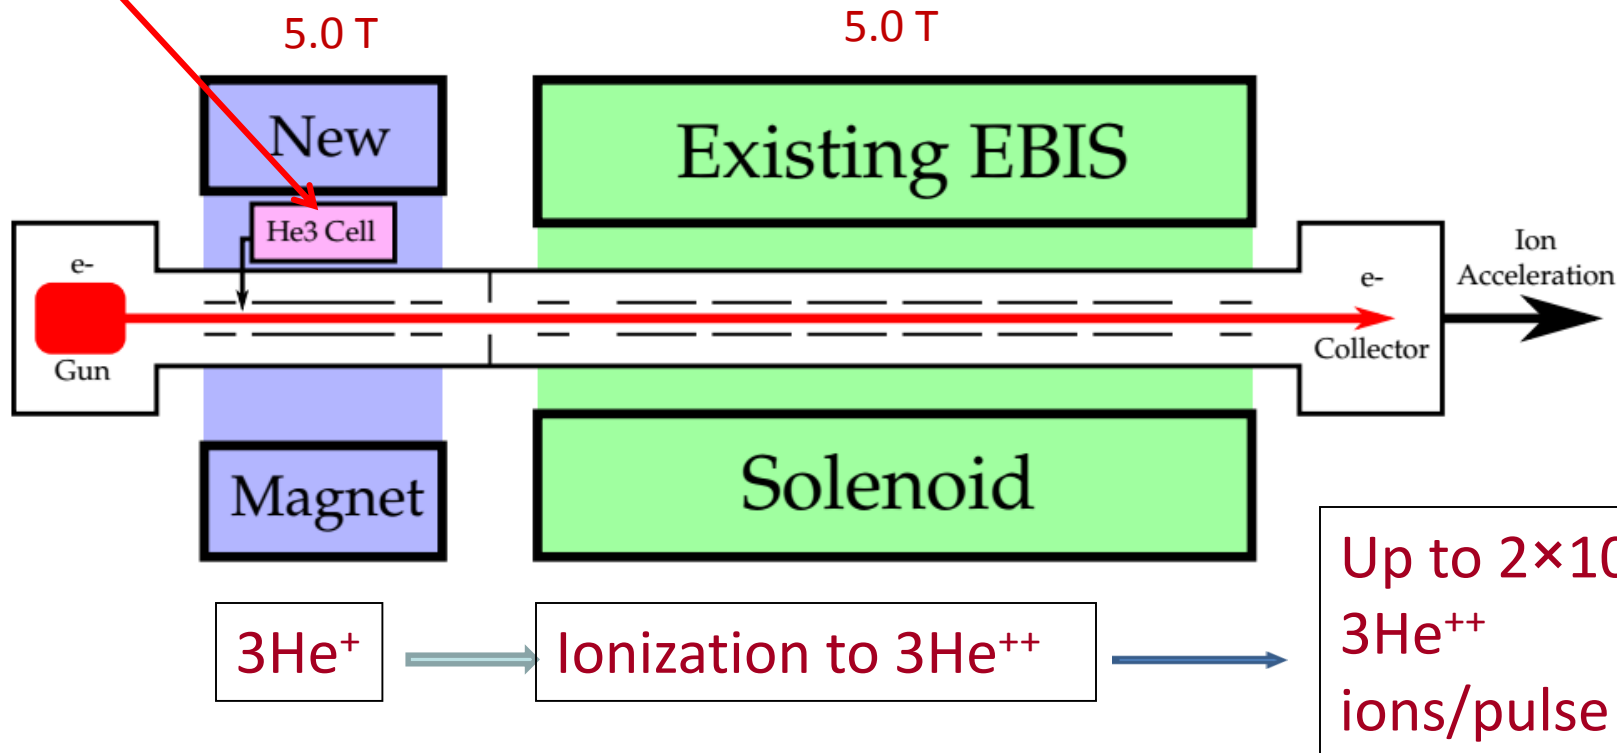 5.0 T
5.0 T
New
Existing EBIS
He3 Cell
e-
Gun
e-
Collector
Ion
Acceleration
Magnet
Solenoid
3He⁺
Ionization to 3He⁺⁺
Up to 2×10
3He⁺⁺
ions/pulse